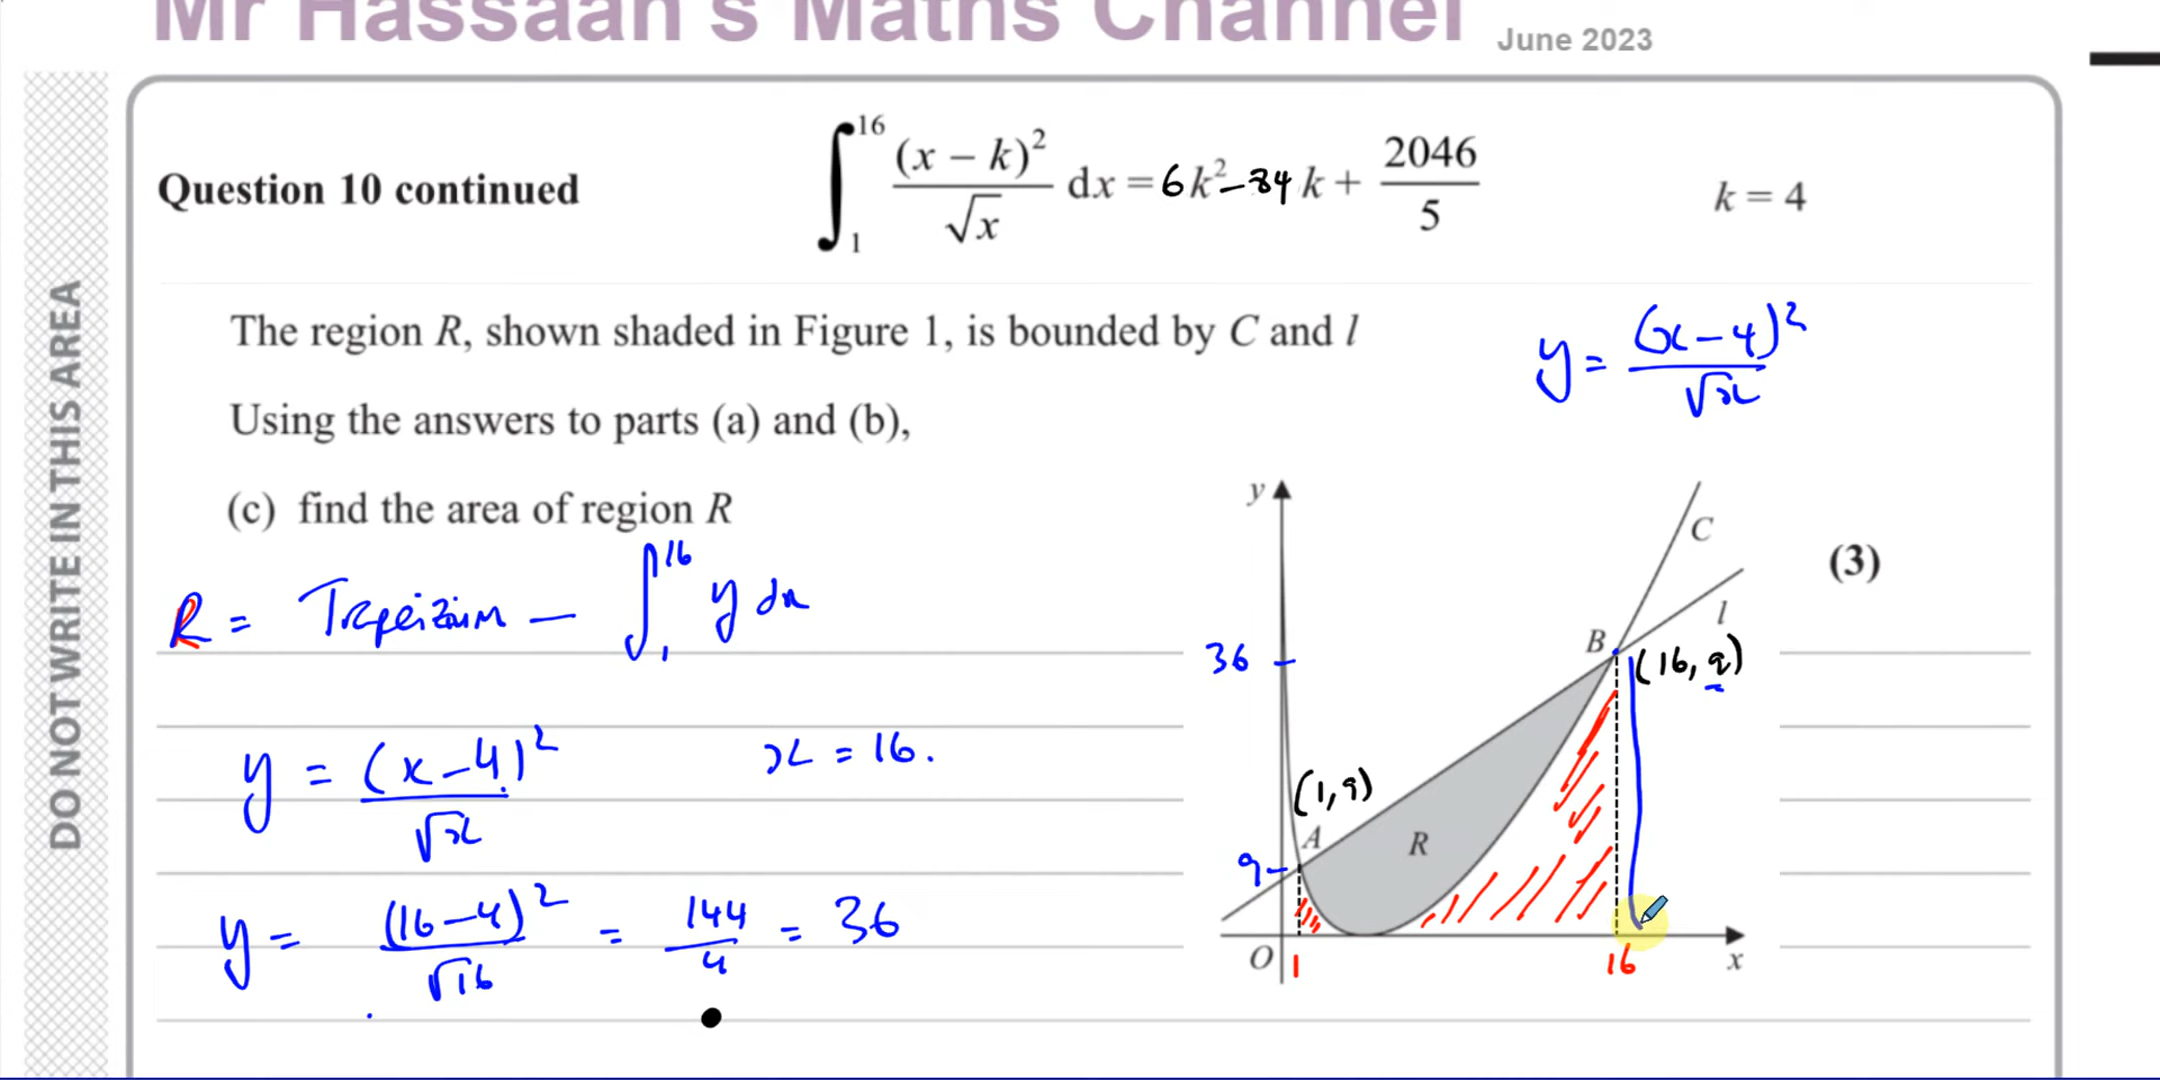 Mr Hassaan's Maths Channel
June 2023
DO NOT WRITE IN THIS AREA
Question 10 continued
∫₁¹⁶ (x − k)²/√x dx = 6k² − 84k + 2046/5
k = 4
The region R, shown shaded in Figure 1, is bounded by C and l
y = (x−4)²/√x
Using the answers to parts (a) and (b),
(c) find the area of region R
(3)
R = Trapeizium − ∫₁¹⁶ y dx
y = (x−4)²/√x
x = 16.
y = (16−4)²/√16 = 144/4 = 36
y
C
l
36
B
(16, q)
(1,9)
A
R
9
O
1
16
x